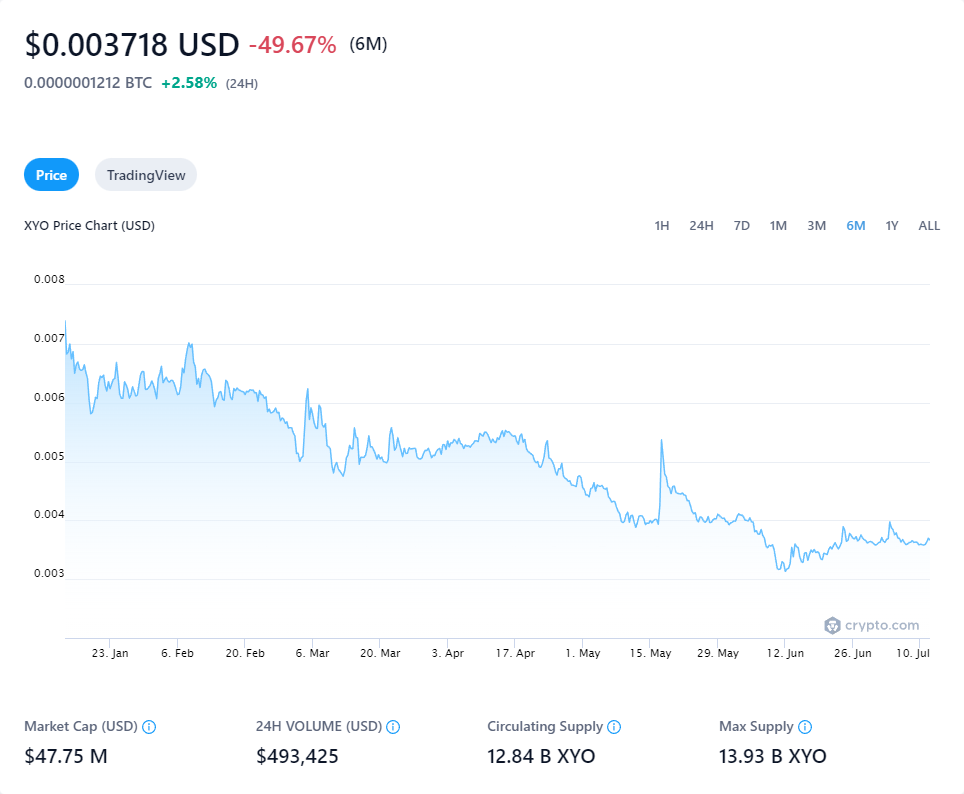 $0.003718 USD -49.67% (6M)
0.0000001212 BTC +2.58% (24H)
Price TradingView
XYO Price Chart (USD) 1H 24H 7D 1M 3M 6M 1Y ALL
0.008
0.007
0.006
0.005
0.004
0.003
crypto.com
23. Jan 6. Feb 20. Feb 6. Mar 20. Mar 3. Apr 17. Apr 1. May 15. May 29. May 12. Jun 26. Jun 10. Jul
Market Cap (USD) 24H VOLUME (USD) Circulating Supply Max Supply
$47.75 M $493,425 12.84 B XYO 13.93 B XYO